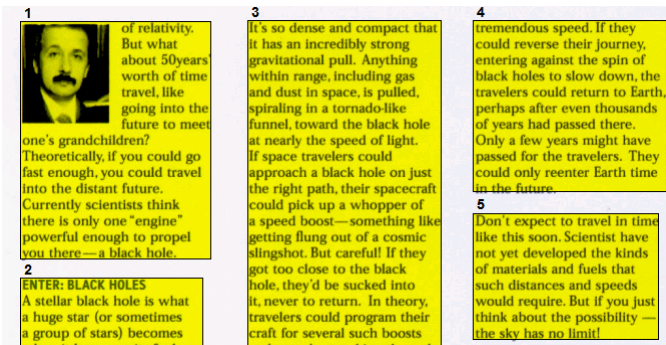 1
of relativity.
But what
about 50years'
worth of time
travel, like
going into the
future to meet
one's grandchildren?
Theoretically, if you could go
fast enough, you could travel
into the distant future.
Currently scientists think
there is only one "engine"
powerful enough to propel
you there—a black hole.
2
ENTER: BLACK HOLES
A stellar black hole is what
a huge star (or sometimes
a group of stars) becomes
3
It's so dense and compact that
it has an incredibly strong
gravitational pull. Anything
within range, including gas
and dust in space, is pulled,
spiraling in a tornado-like
funnel, toward the black hole
at nearly the speed of light.
If space travelers could
approach a black hole on just
the right path, their spacecraft
could pick up a whopper of
a speed boost—something like
getting flung out of a cosmic
slingshot. But careful! If they
got too close to the black
hole, they'd be sucked into
it, never to return. In theory,
travelers could program their
craft for several such boosts
4
tremendous speed. If they
could reverse their journey,
entering against the spin of
black holes to slow down, the
travelers could return to Earth,
perhaps after even thousands
of years had passed there.
Only a few years might have
passed for the travelers. They
could only reenter Earth time
in the future.
5
Don't expect to travel in time
like this soon. Scientist have
not yet developed the kinds
of materials and fuels that
such distances and speeds
would require. But if you just
think about the possibility —
the sky has no limit!